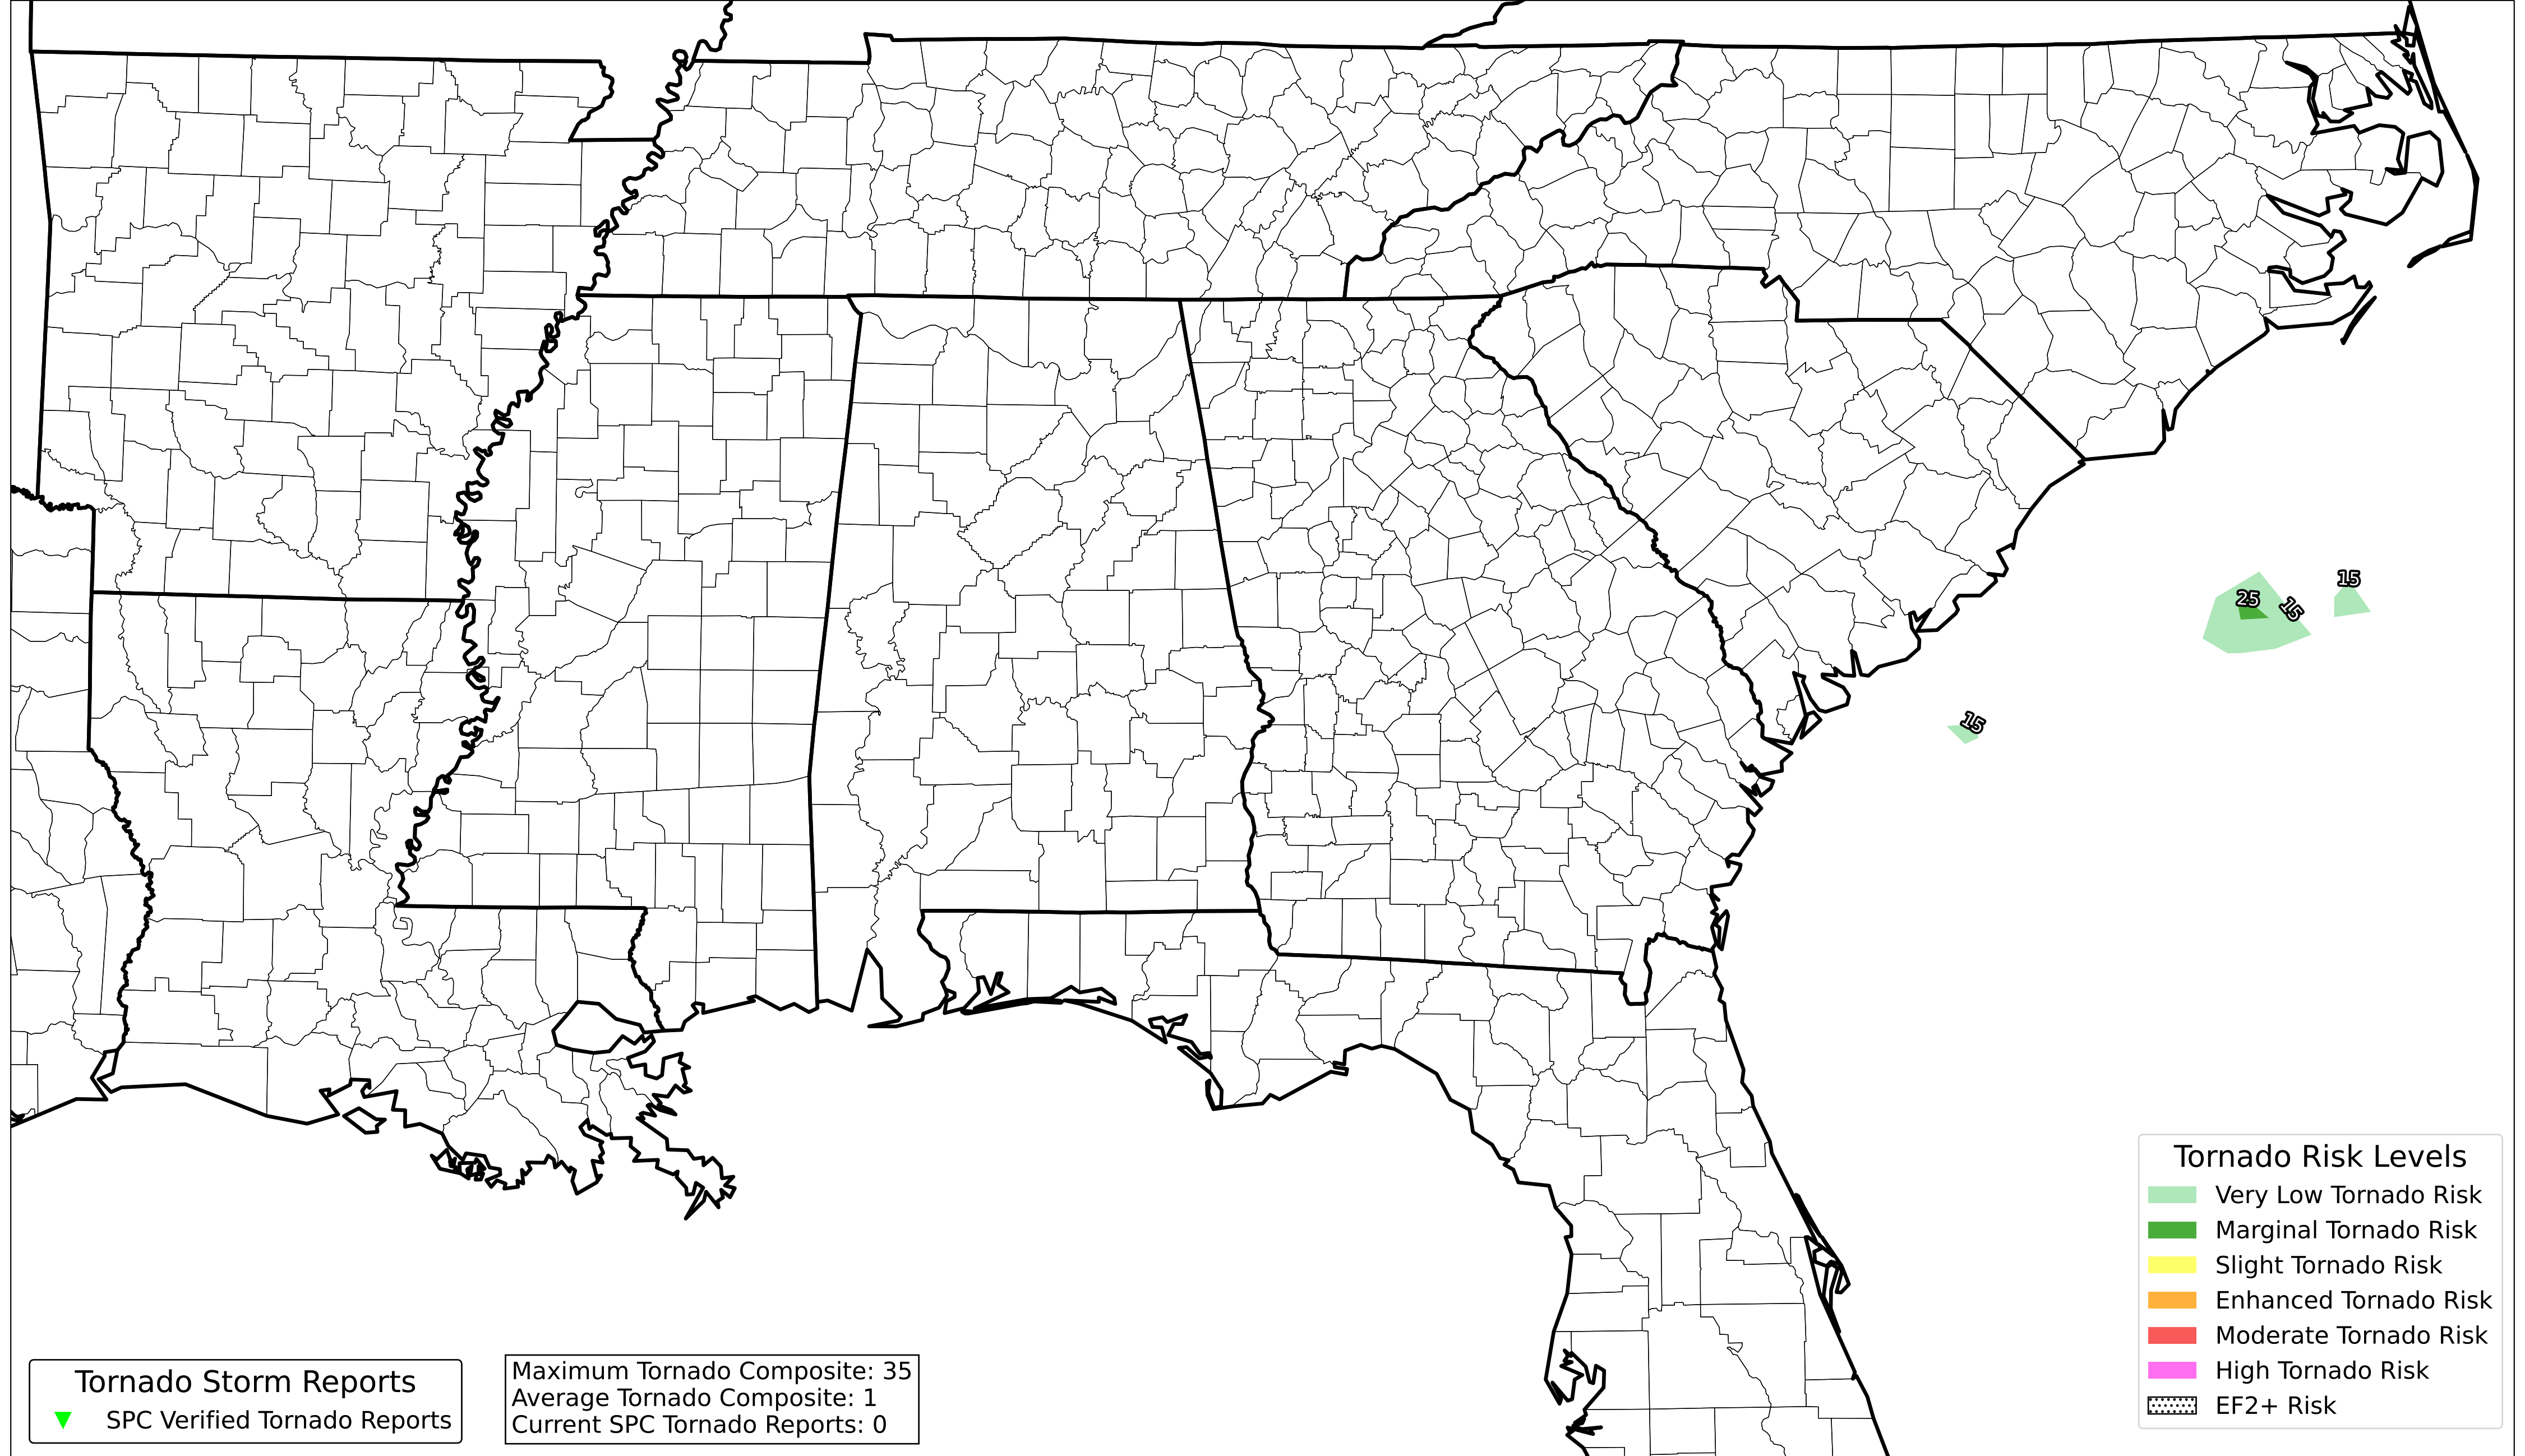 15
25
15
15
Tornado Risk Levels
Very Low Tornado Risk
Marginal Tornado Risk
Slight Tornado Risk
Enhanced Tornado Risk
Moderate Tornado Risk
High Tornado Risk
EF2+ Risk
Tornado Storm Reports
SPC Verified Tornado Reports
Maximum Tornado Composite: 35
Average Tornado Composite: 1
Current SPC Tornado Reports: 0